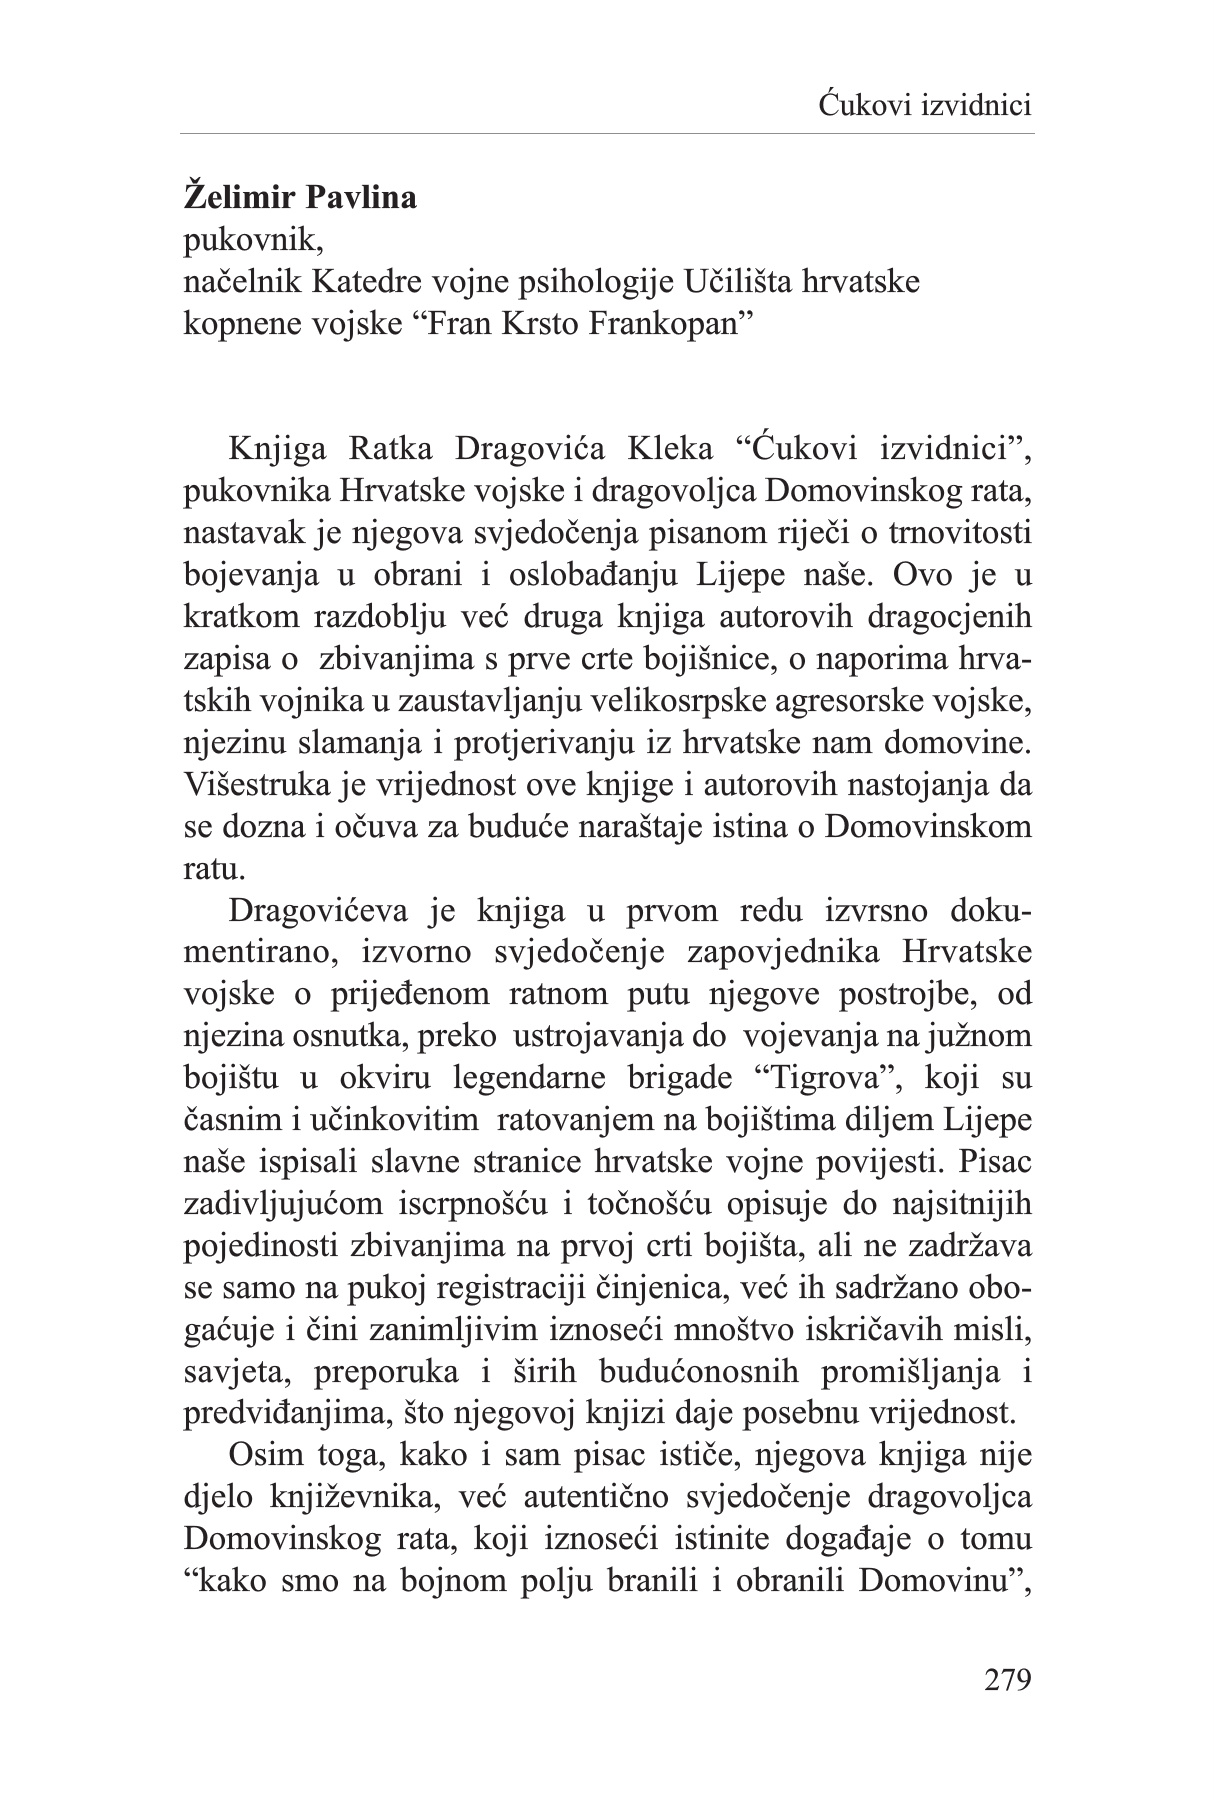 Ćukovi izvidnici
Želimir Pavlina
pukovnik,
načelnik Katedre vojne psihologije Učilišta hrvatske
kopnene vojske “Fran Krsto Frankopan”
Knjiga Ratka Dragovića Kleka “Ćukovi izvidnici”,
pukovnika Hrvatske vojske i dragovoljca Domovinskog rata,
nastavak je njegova svjedočenja pisanom riječi o trnovitosti
bojevanja u obrani i oslobađanju Lijepe naše. Ovo je u
kratkom razdoblju već druga knjiga autorovih dragocjenih
zapisa o zbivanjima s prve crte bojišnice, o naporima hrva-
tskih vojnika u zaustavljanju velikosrpske agresorske vojske,
njezinu slamanja i protjerivanju iz hrvatske nam domovine.
Višestruka je vrijednost ove knjige i autorovih nastojanja da
se dozna i očuva za buduće naraštaje istina o Domovinskom
ratu.
Dragovićeva je knjiga u prvom redu izvrsno doku-
mentirano, izvorno svjedočenje zapovjednika Hrvatske
vojske o prijeđenom ratnom putu njegove postrojbe, od
njezina osnutka, preko ustrojavanja do vojevanja na južnom
bojištu u okviru legendarne brigade “Tigrova”, koji su
časnim i učinkovitim ratovanjem na bojištima diljem Lijepe
naše ispisali slavne stranice hrvatske vojne povijesti. Pisac
zadivljujućom iscrpnošću i točnošću opisuje do najsitnijih
pojedinosti zbivanjima na prvoj crti bojišta, ali ne zadržava
se samo na pukoj registraciji činjenica, već ih sadržano obo-
gaćuje i čini zanimljivim iznoseći mnoštvo iskričavih misli,
savjeta, preporuka i širih budućonosnih promišljanja i
predviđanjima, što njegovoj knjizi daje posebnu vrijednost.
Osim toga, kako i sam pisac ističe, njegova knjiga nije
djelo književnika, već autentično svjedočenje dragovoljca
Domovinskog rata, koji iznoseći istinite događaje o tomu
“kako smo na bojnom polju branili i obranili Domovinu”,
279